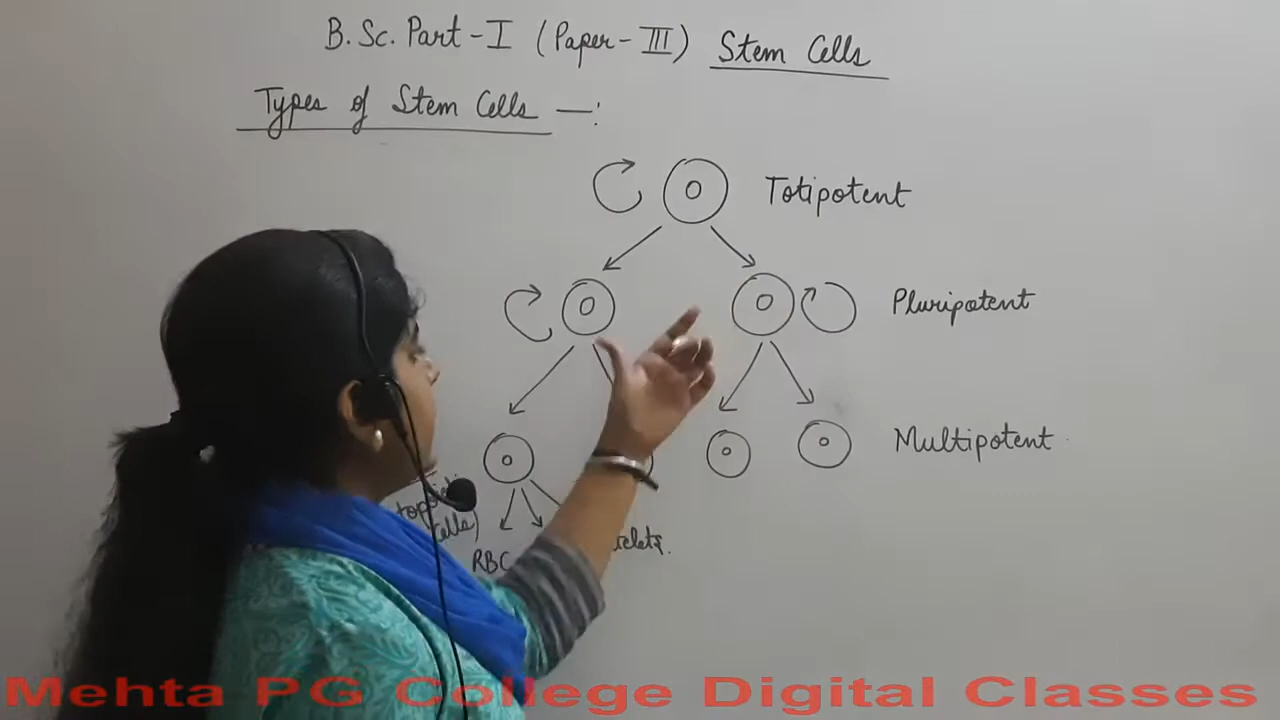 B.Sc. Part-I (Paper-III) Stem Cells
Types of Stem Cells —:
Totipotent
Pluripotent
Multipotent
RBC
Mehta PG College Digital Classes